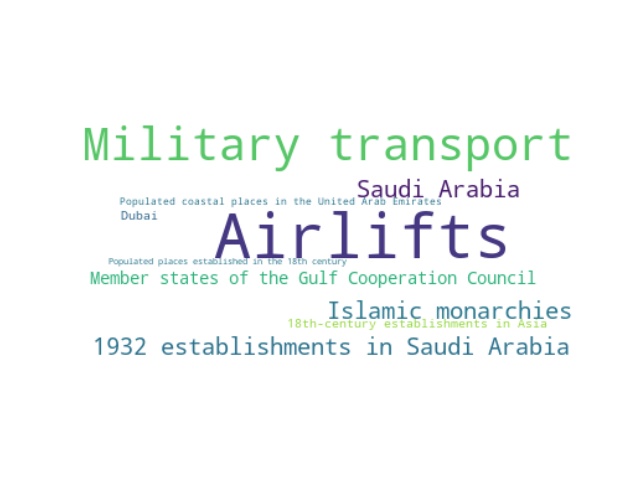 Military transport
Saudi Arabia
Populated coastal places in the United Arab Emirates
Dubai
Airlifts
Populated places established in the 18th century
Member states of the Gulf Cooperation Council
Islamic monarchies
18th-century establishments in Asia
1932 establishments in Saudi Arabia